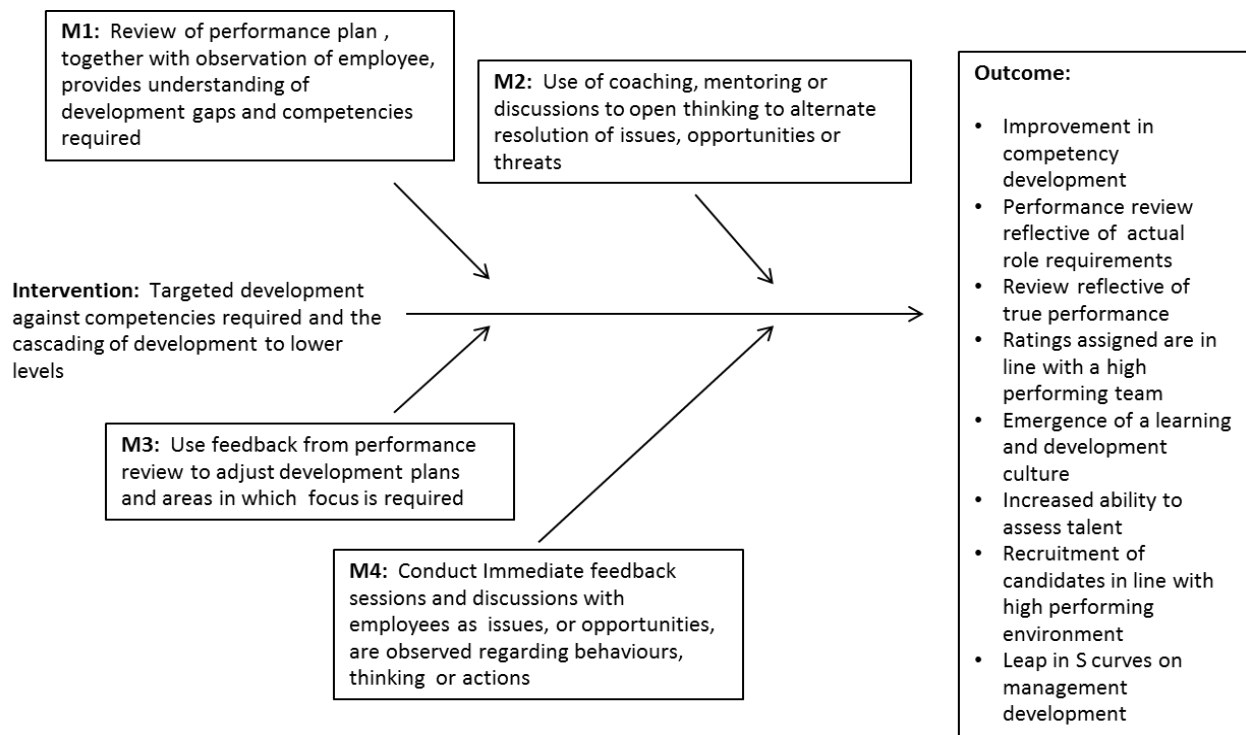 M1: Review of performance plan ,
together with observation of employee,
provides understanding of
development gaps and competencies
required
M2: Use of coaching, mentoring or
discussions to open thinking to alternate
resolution of issues, opportunities or
threats
Intervention: Targeted development
against competencies required and the
cascading of development to lower
levels
M3: Use feedback from performance
review to adjust development plans
and areas in which focus is required
M4: Conduct Immediate feedback
sessions and discussions with
employees as issues, or opportunities,
are observed regarding behaviours,
thinking or actions
Outcome:
• Improvement in
competency
development
• Performance review
reflective of actual
role requirements
• Review reflective of
true performance
• Ratings assigned are in
line with a high
performing team
• Emergence of a learning
and development
culture
• Increased ability to
assess talent
• Recruitment of
candidates in line with
high performing
environment
• Leap in S curves on
management
development